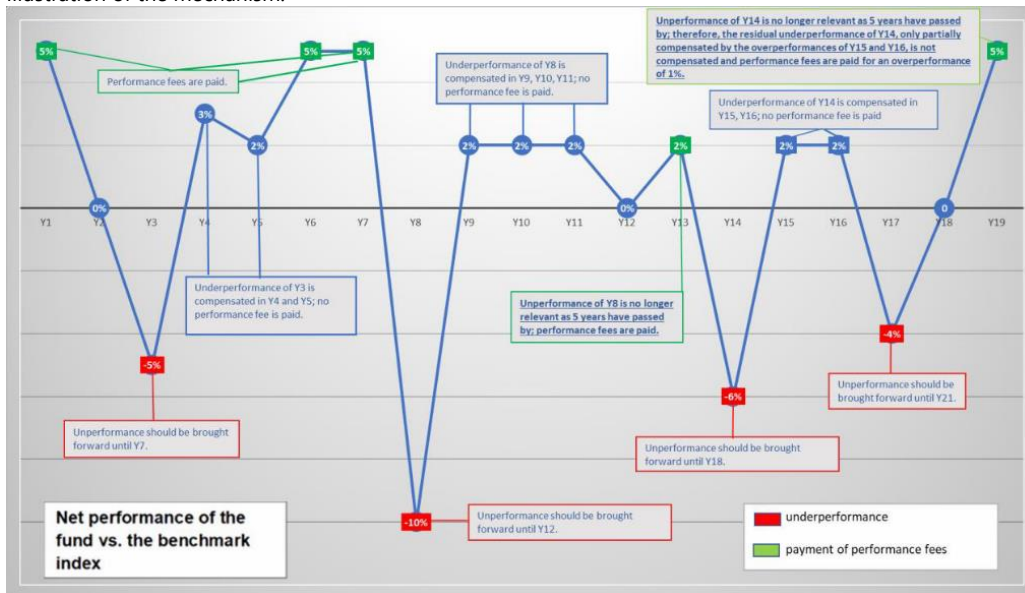 illustration of the mechanism.
Unperformance of Y14 is no longer relevant as 5 years have passed
by; therefore, the residual underperformance of Y14, only partially
compensated by the overperformances of Y15 and Y16, is not
compensated and performance fees are paid for an overperformance
of 1%.
5%
5%
5%
5%
Performance fees are paid.
Underperformance of Y8 is
compensated in Y9, Y10, Y11; no
performance fee is paid.
Underperformance of Y14 is compensated in
Y15, Y16; no performance fee is paid
3%
2%
2%
2%
2%
2%
2%
2%
0%
0%
0
Y1
Y2
Y3
Y4
Y5
Y6
Y7
Y8
Y9
Y10
Y11
Y12
Y13
Y14
Y15
Y16
Y17
Y18
Y19
Underperformance of Y3 is
compensated in Y4 and Y5; no
performance fee is paid.
Unperformance of Y8 is no longer
relevant as 5 years have passed
by; performance fees are paid.
-5%
-4%
-6%
Unperformance should be
brought forward until Y21.
Unperformance should be brought
forward until Y7.
Unperformance should be brought
forward until Y18.
-10%
Unperformance should be brought
forward until Y12.
Net performance of the
fund vs. the benchmark
index
underperformance
payment of performance fees